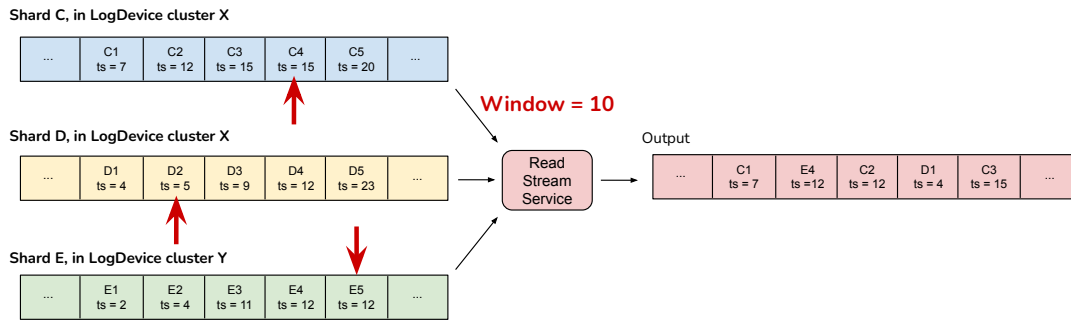 Shard C, in LogDevice cluster X
... C1 C2 C3 C4 C5 ...
ts = 7 ts = 12 ts = 15 ts = 15 ts = 20
Window = 10
Shard D, in LogDevice cluster X
... D1 D2 D3 D4 D5 ...
ts = 4 ts = 5 ts = 9 ts = 12 ts = 23
Read
Stream
Service
Output
... C1 E4 C2 D1 C3 ...
ts = 7 ts =12 ts = 12 ts = 4 ts = 15
Shard E, in LogDevice cluster Y
... E1 E2 E3 E4 E5 ...
ts = 2 ts = 4 ts = 11 ts = 12 ts = 12